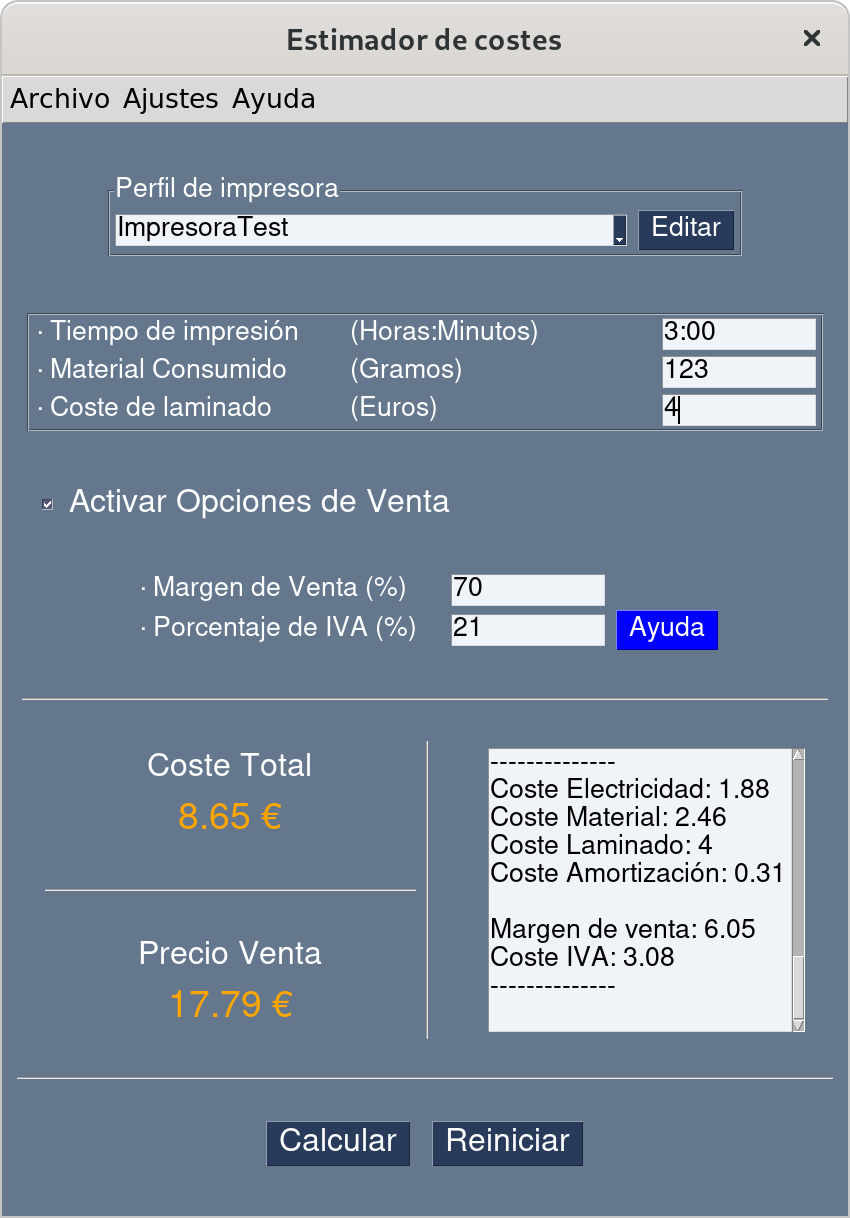 Estimador de costes ×
Archivo Ajustes Ayuda
Perfil de impresora
ImpresoraTest Editar
· Tiempo de impresión (Horas:Minutos) 3:00
· Material Consumido (Gramos) 123
· Coste de laminado (Euros) 4
Activar Opciones de Venta
· Margen de Venta (%) 70
· Porcentaje de IVA (%) 21 Ayuda
Coste Total
8.65 €
Precio Venta
17.79 €
--------------
Coste Electricidad: 1.88
Coste Material: 2.46
Coste Laminado: 4
Coste Amortización: 0.31
Margen de venta: 6.05
Coste IVA: 3.08
--------------
Calcular Reiniciar